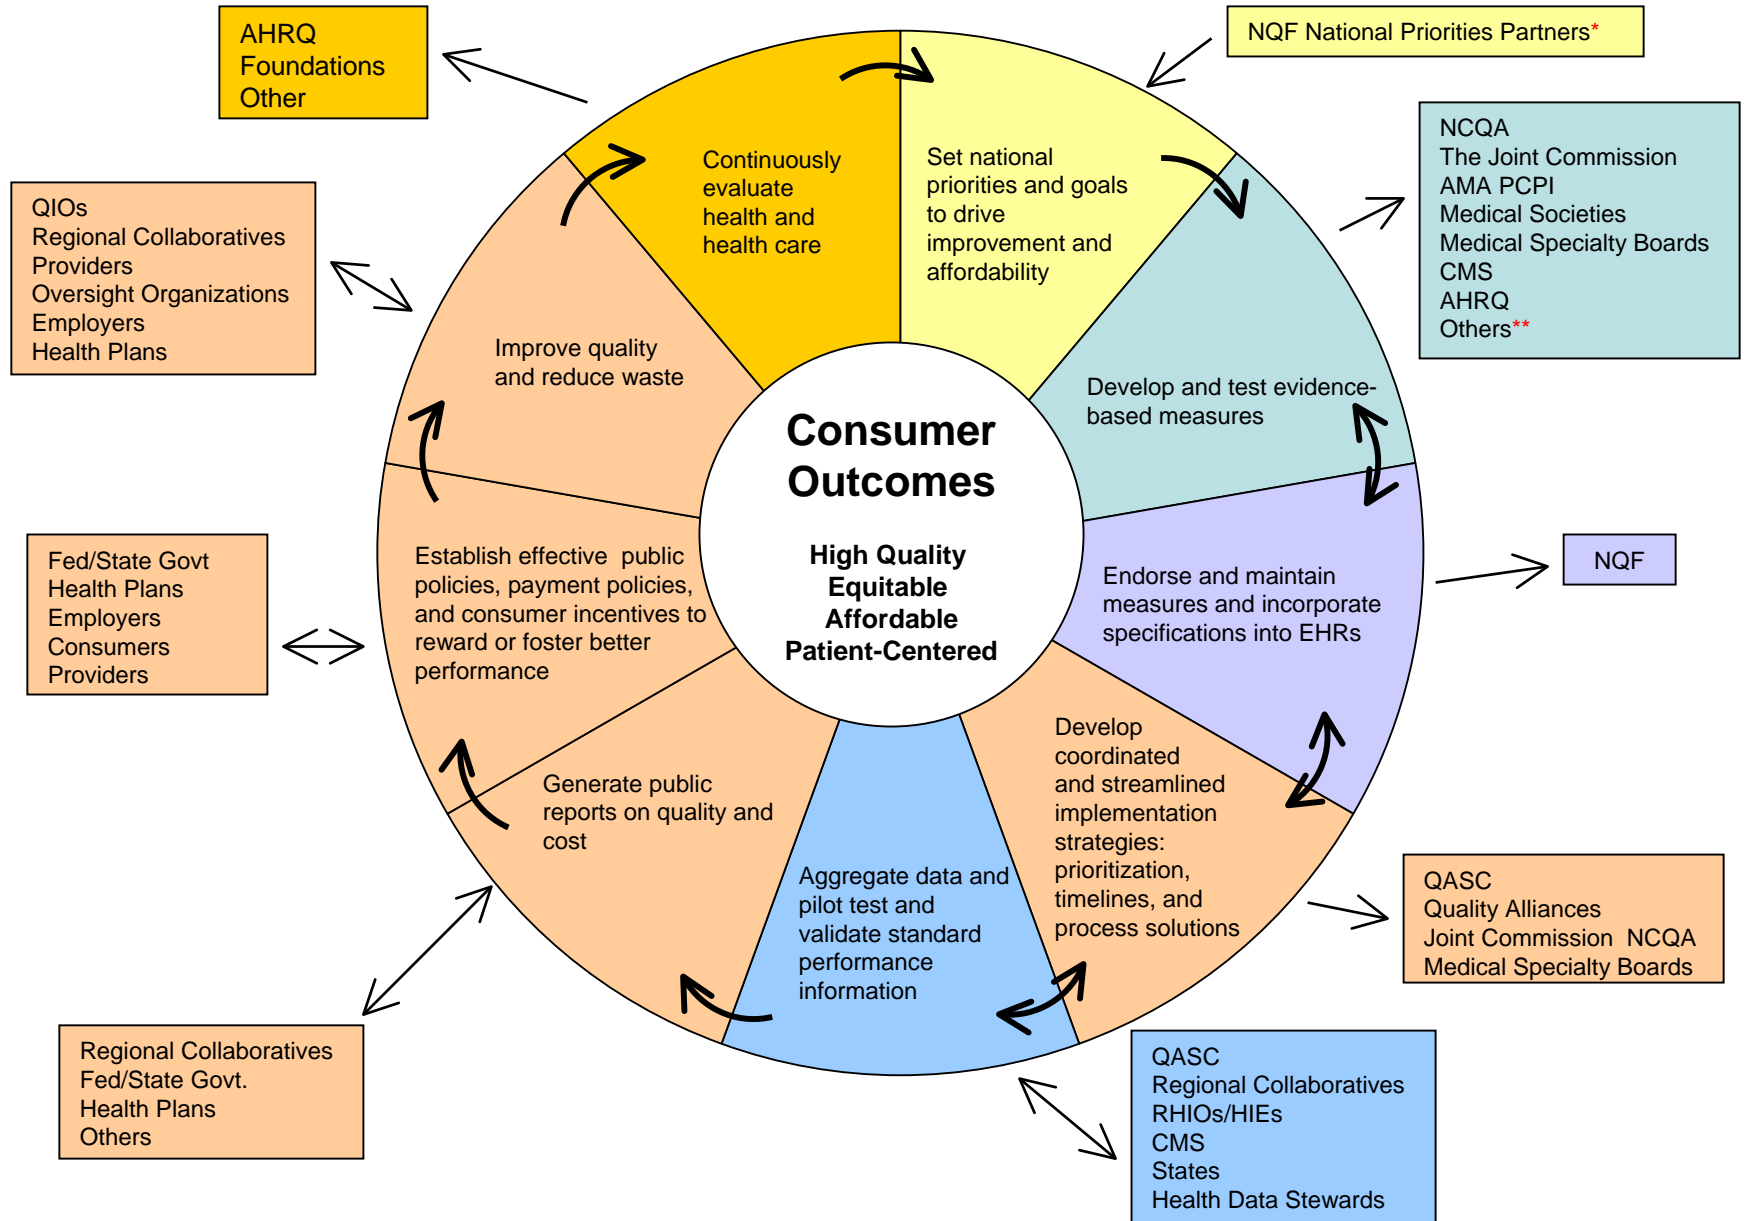 AHRQ
Foundations
Other
NQF National Priorities Partners*
NCQA
The Joint Commission
AMA PCPI
Medical Societies
Medical Specialty Boards
CMS
AHRQ
Others**
QIOs
Regional Collaboratives
Providers
Oversight Organizations
Employers
Health Plans
Continuously
evaluate
health and
health care
Set national
priorities and goals
to drive
improvement and
affordability
Improve quality
and reduce waste
Develop and test evidence-
based measures
Consumer
Outcomes
High Quality
Equitable
Affordable
Patient-Centered
Fed/State Govt
Health Plans
Employers
Consumers
Providers
Establish effective  public
policies, payment policies,
and consumer incentives to
reward or foster better
performance
Endorse and maintain
measures and incorporate
specifications into EHRs
NQF
Generate public
reports on quality and
cost
Develop
coordinated
and streamlined
implementation
strategies:
prioritization,
timelines, and
process solutions
Aggregate data and
pilot test and
validate standard
performance
information
QASC
Quality Alliances
Joint Commission  NCQA
Medical Specialty Boards
Regional Collaboratives
Fed/State Govt.
Health Plans
Others
QASC
Regional Collaboratives
RHIOs/HIEs
CMS
States
Health Data Stewards